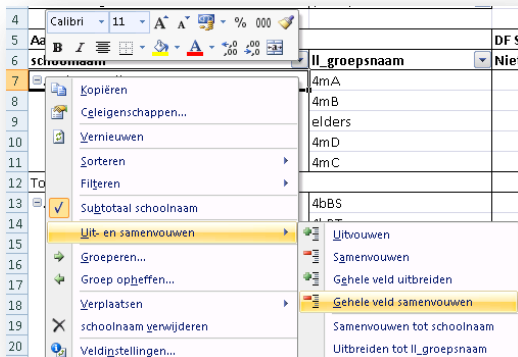 4
Calibri 11 A A % 000
5 Aa DF S
B I A ,0 ,00
6 schoolnaam ll_groepsnaam Nie
7 4mA
Kopiëren
8 4mB
Celeigenschappen...
9 elders
Vernieuwen
10 4mD
Sorteren
11 4mC
Filteren
12 To
Subtotaal schoolnaam
13 4bBS
14
Uit- en samenvouwen
Uitvouwen
15
Groeperen...
Samenvouwen
16
Groep opheffen...
Gehele veld uitbreiden
17
Verplaatsen
Gehele veld samenvouwen
18
schoolnaam verwijderen
Samenvouwen tot schoolnaam
19
Veldinstellingen...
Uitbreiden tot ll_groepsnaam
20